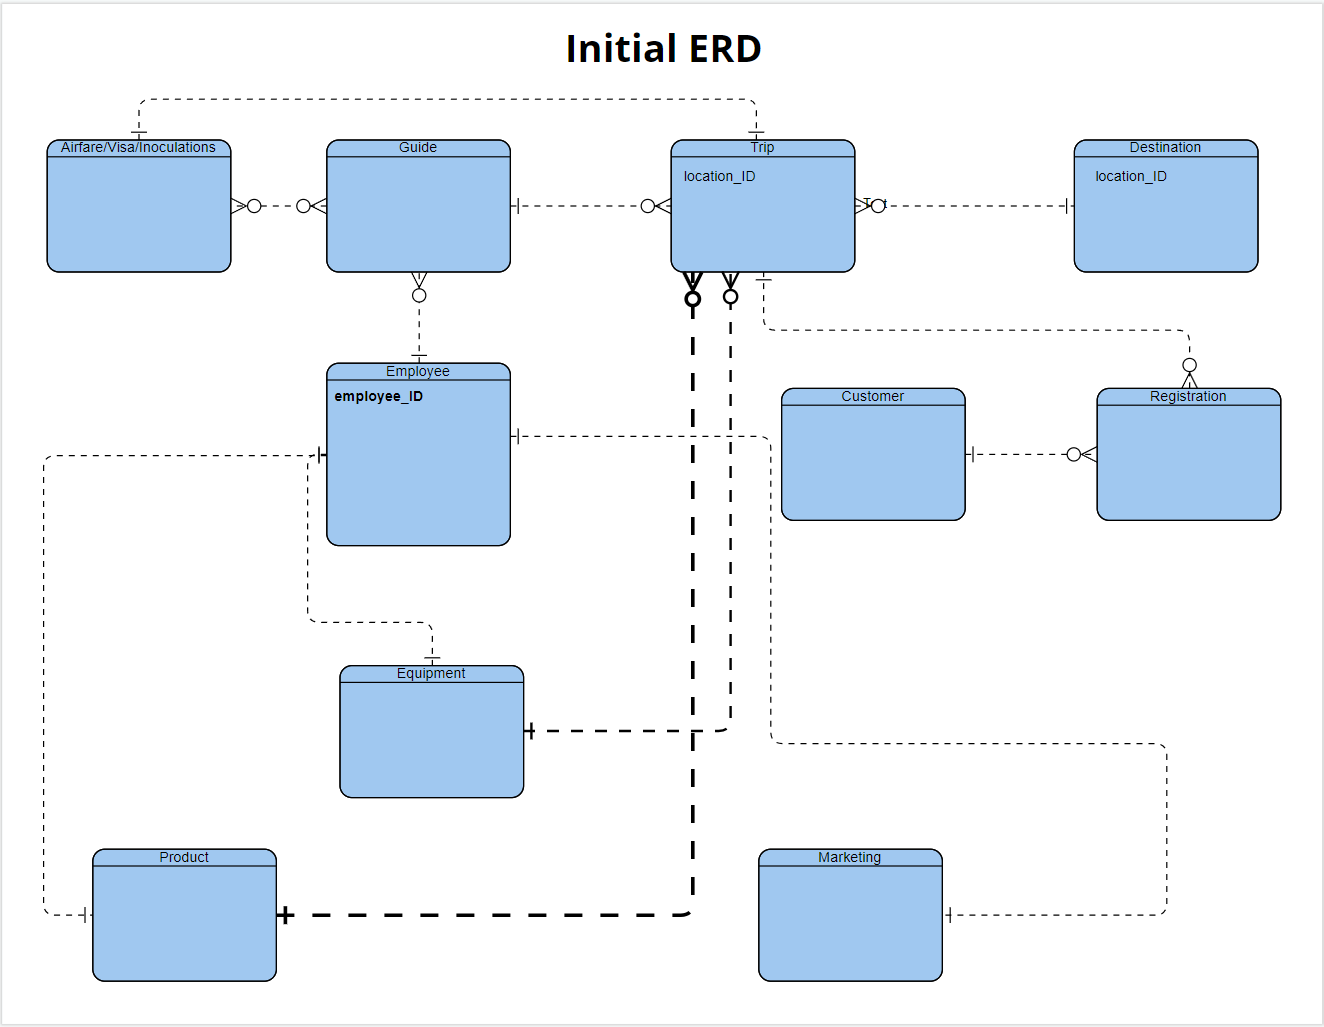 Initial ERD
Airfare/Visa/Inoculations
Guide
Trip
Destination
location_ID
location_ID
Employee
employee_ID
Customer
Registration
Equipment
Product
Marketing